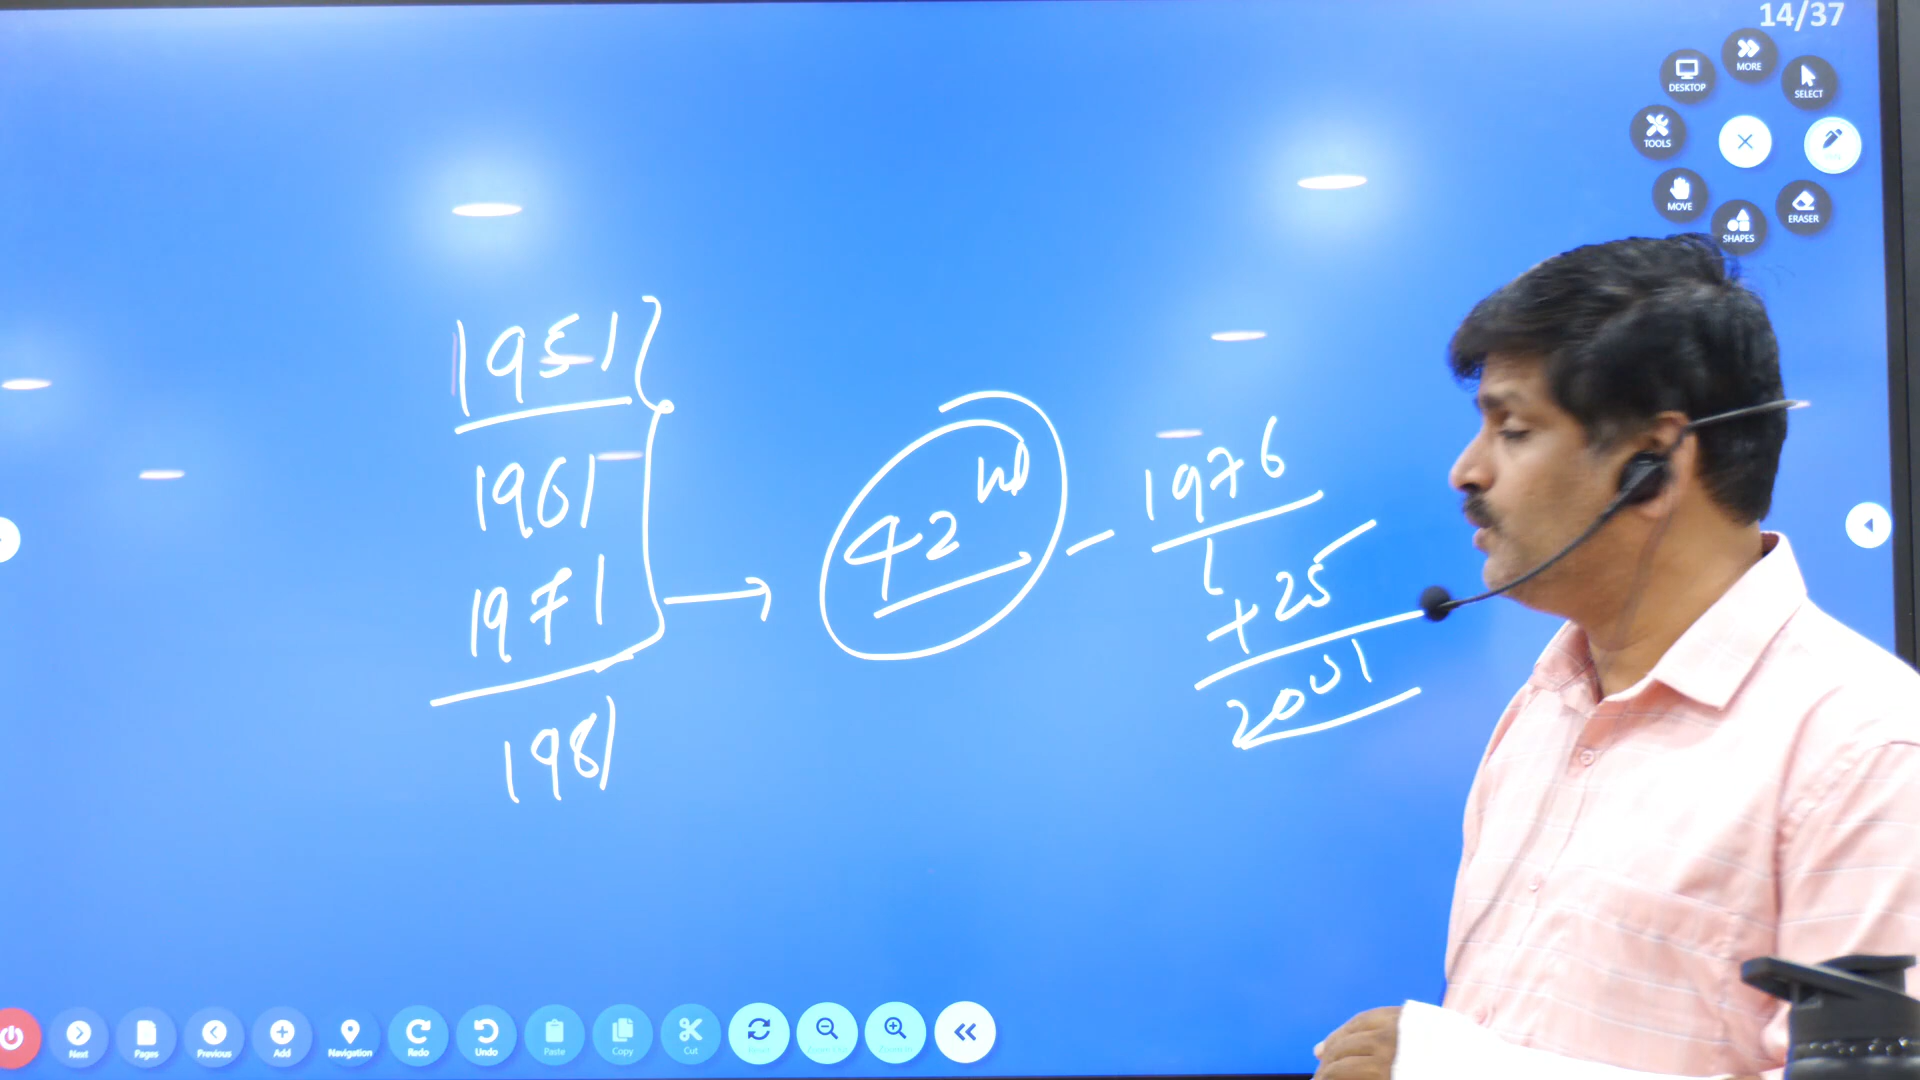 14/37
MORE
DESKTOP
SELECT
TOOLS
MOVE
ERASER
SHAPES
1951
1961
1971
1981
42nd
1976
+25
2001
Next
Pages
Previous
Add
Navigation
Redo
Undo
Paste
Copy
Cut